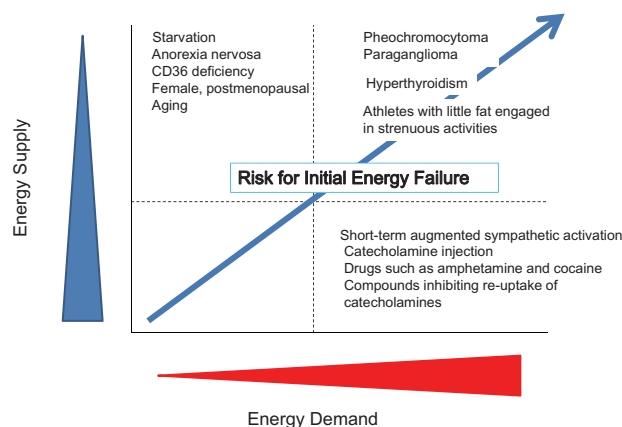 Starvation
Anorexia nervosa
CD36 deficiency
Female, postmenopausal
Aging
Pheochromocytoma
Paraganglioma
Hyperthyroidism
Athletes with little fat engaged
in strenuous activities
Energy Supply
Risk for Initial Energy Failure
Short-term augmented sympathetic activation
Catecholamine injection
Drugs such as amphetamine and cocaine
Compounds inhibiting re-uptake of
catecholamines
Energy Demand